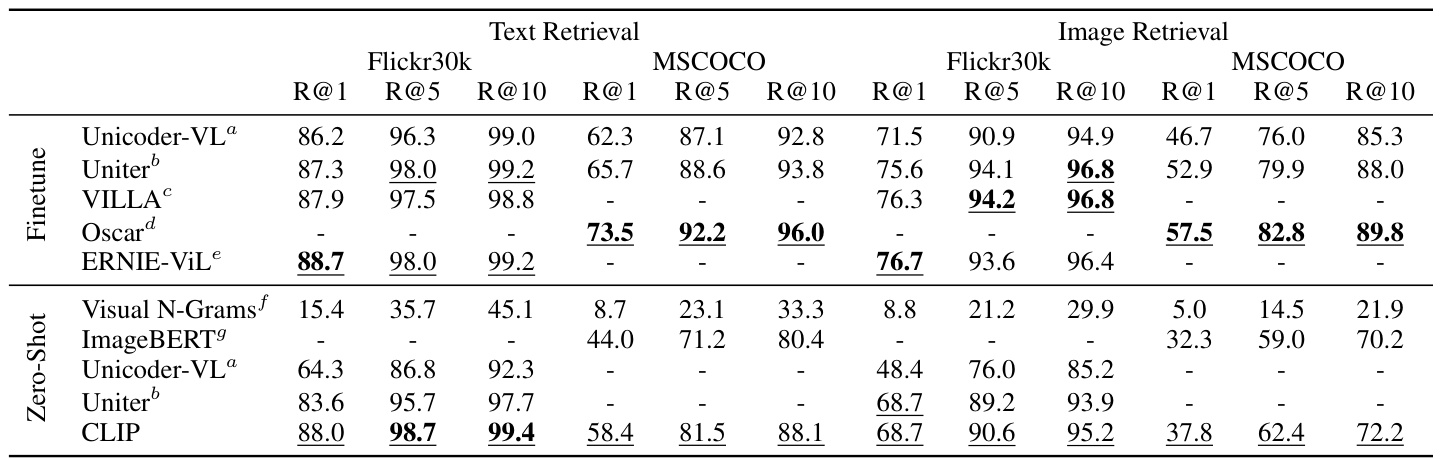 Text Retrieval Image Retrieval
Flickr30k MSCOCO Flickr30k MSCOCO
R@1 R@5 R@10 R@1 R@5 R@10 R@1 R@5 R@10 R@1 R@5 R@10
Finetune
Unicoder-VL^a 86.2 96.3 99.0 62.3 87.1 92.8 71.5 90.9 94.9 46.7 76.0 85.3
Uniter^b 87.3 98.0 99.2 65.7 88.6 93.8 75.6 94.1 96.8 52.9 79.9 88.0
VILLA^c 87.9 97.5 98.8 - - - 76.3 94.2 96.8 - - -
Oscar^d - - - 73.5 92.2 96.0 - - - 57.5 82.8 89.8
ERNIE-ViL^e 88.7 98.0 99.2 - - - 76.7 93.6 96.4 - - -
Zero-Shot
Visual N-Grams^f 15.4 35.7 45.1 8.7 23.1 33.3 8.8 21.2 29.9 5.0 14.5 21.9
ImageBERT^g - - - 44.0 71.2 80.4 - - - 32.3 59.0 70.2
Unicoder-VL^a 64.3 86.8 92.3 - - - 48.4 76.0 85.2 - - -
Uniter^b 83.6 95.7 97.7 - - - 68.7 89.2 93.9 - - -
CLIP 88.0 98.7 99.4 58.4 81.5 88.1 68.7 90.6 95.2 37.8 62.4 72.2